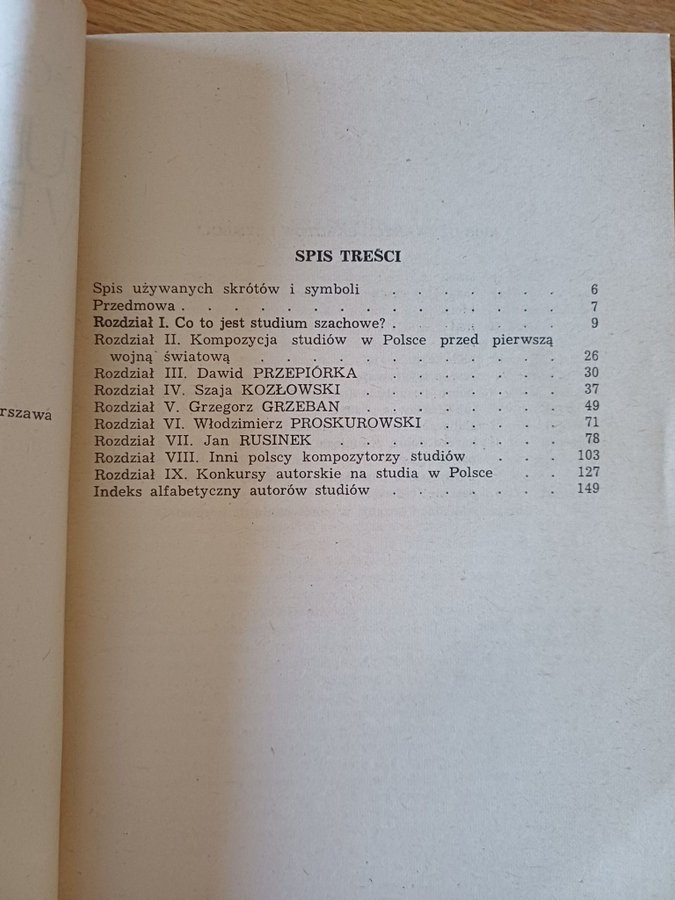 SPIS TREŚCI
Spis używanych skrótów i symboli . . . . . . . 6
Przedmowa . . . . . . . . . . . . . . . . 7
Rozdział I. Co to jest studium szachowe? . . . . . . . 9
Rozdział II. Kompozycja studiów w Polsce przed pierwszą
wojną światową . . . . . . . . . . . . 26
Rozdział III. Dawid PRZEPIÓRKA . . . . . . . 30
Rozdział IV. Szaja KOZŁOWSKI . . . . . . . . 37
Rozdział V. Grzegorz GRZEBAN . . . . . . . . 49
Rozdział VI. Włodzimierz PROSKUROWSKI . . . . . 71
Rozdział VII. Jan RUSINEK . . . . . . . . . 78
Rozdział VIII. Inni polscy kompozytorzy studiów . . . . 103
Rozdział IX. Konkursy autorskie na studia w Polsce . . 127
Indeks alfabetyczny autorów studiów . . . . . . . 149
rszawa